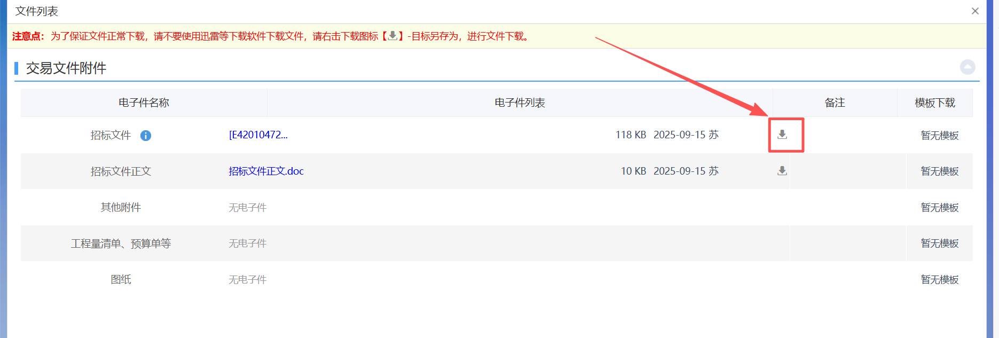 文件列表
注意点：为了保证文件正常下载，请不要使用迅雷等下载软件下载文件，请右击下载图标【】-目标另存为，进行文件下载。
交易文件附件
电子件名称 电子件列表 备注 模板下载
招标文件 [E42010472... 118 KB 2025-09-15 苏 暂无模板
招标文件正文 招标文件正文.doc 10 KB 2025-09-15 苏 暂无模板
其他附件 无电子件 暂无模板
工程量清单、预算单等 无电子件 暂无模板
图纸 无电子件 暂无模板